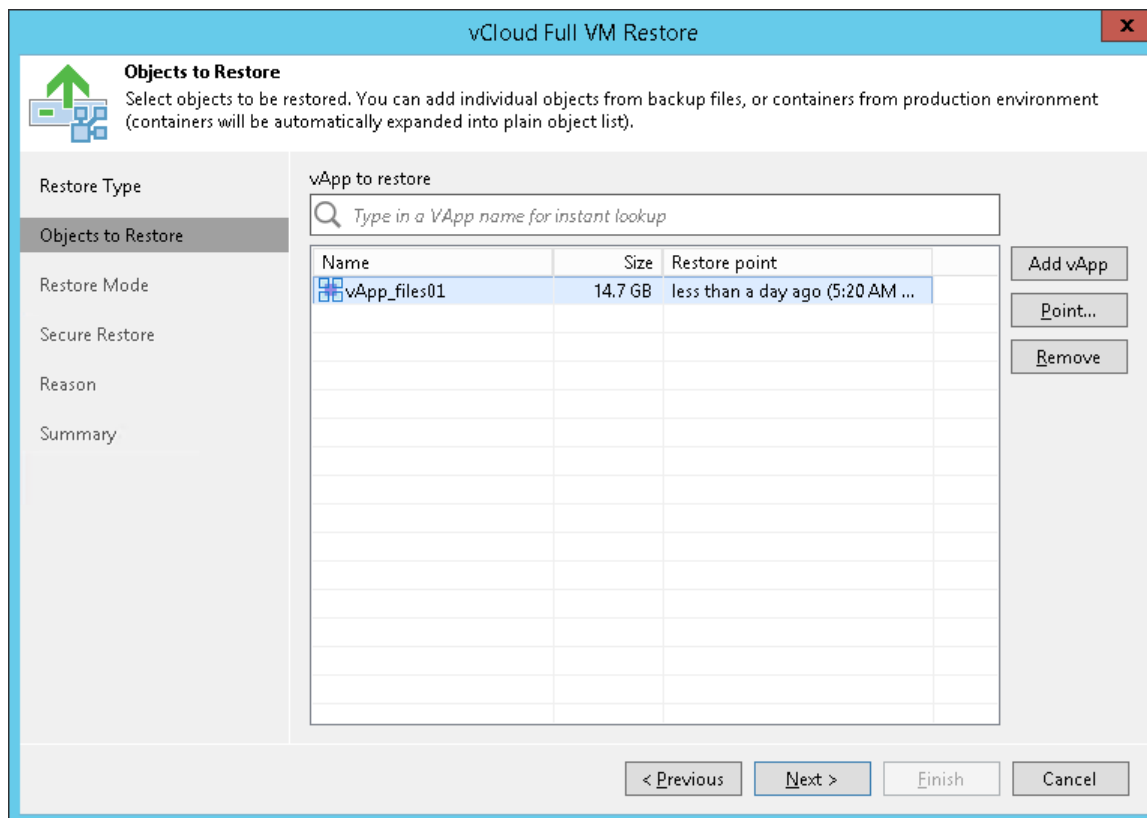 vCloud Full VM Restore
x
Objects to Restore
Select objects to be restored. You can add individual objects from backup files, or containers from production environment
(containers will be automatically expanded into plain object list).
Restore Type
Objects to Restore
Restore Mode
Secure Restore
Reason
Summary
vApp to restore
Type in a VApp name for instant lookup
Name Size Restore point
vApp_files01 14.7 GB less than a day ago (5:20 AM ...
Add vApp
Point...
Remove
< Previous
Next >
Finish
Cancel